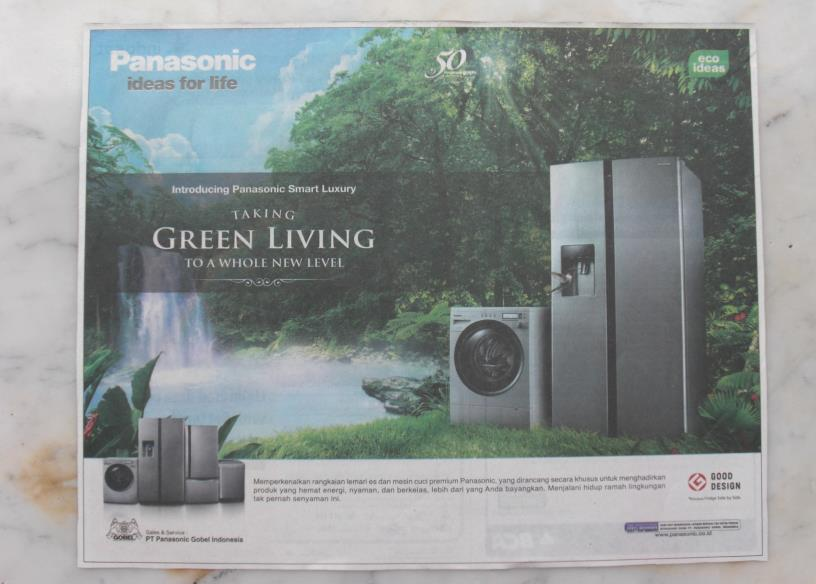 Panasonic
ideas for life
50
eco
ideas
Introducing Panasonic Smart Luxury
TAKING
GREEN LIVING
TO A WHOLE NEW LEVEL
Memperkenalkan rangkaian lemari es dan mesin cuci premium Panasonic, yang dirancang secara khusus untuk menghadirkan
produk yang hemat energi, nyaman, dan berkelas, lebih dari yang Anda bayangkan. Menjalani hidup ramah lingkungan
tak pernah senyaman ini.
GOOD
DESIGN
GOBEL
Sales & Service :
PT Panasonic Gobel Indonesia
www.panasonic.co.id